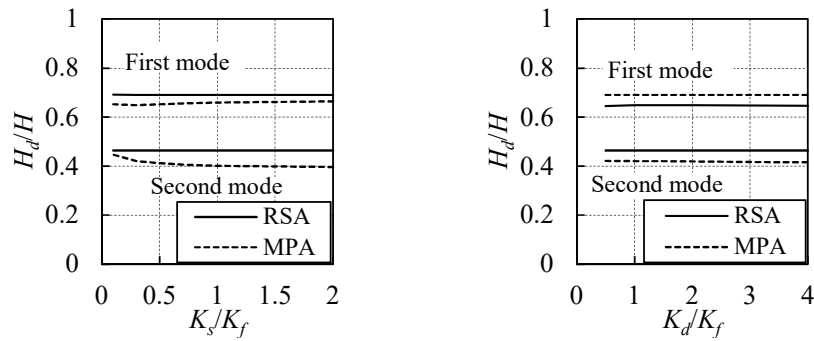 1
0.8
0.6
0.4
0.2
0
H_d/H
First mode
Second mode
RSA
MPA
0 0.5 1 1.5 2
K_s/K_f
1
0.8
0.6
0.4
0.2
0
H_d/H
First mode
Second mode
RSA
MPA
0 1 2 3 4
K_d/K_f